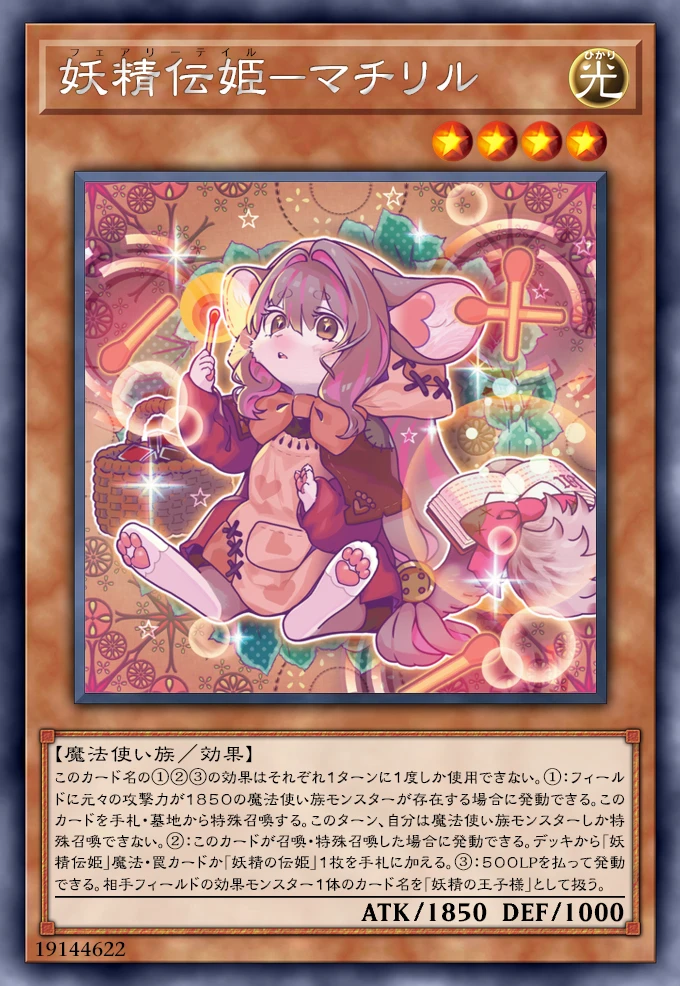 フェアリーテイル
妖精伝姫－マチリル
ひかり
光
【魔法使い族／効果】
このカード名の①②③の効果はそれぞれ1ターンに1度しか使用できない。①:フィール
ドに元々の攻撃力が1850の魔法使い族モンスターが存在する場合に発動できる。この
カードを手札・墓地から特殊召喚する。このターン、自分は魔法使い族モンスターしか特
殊召喚できない。②:このカードが召喚・特殊召喚した場合に発動できる。デッキから「妖
精伝姫」魔法・罠カードか「妖精の伝姫」1枚を手札に加える。③:500LPを払って発動
できる。相手フィールドの効果モンスター1体のカード名を「妖精の王子様」として扱う。
ATK/1850 DEF/1000
19144622